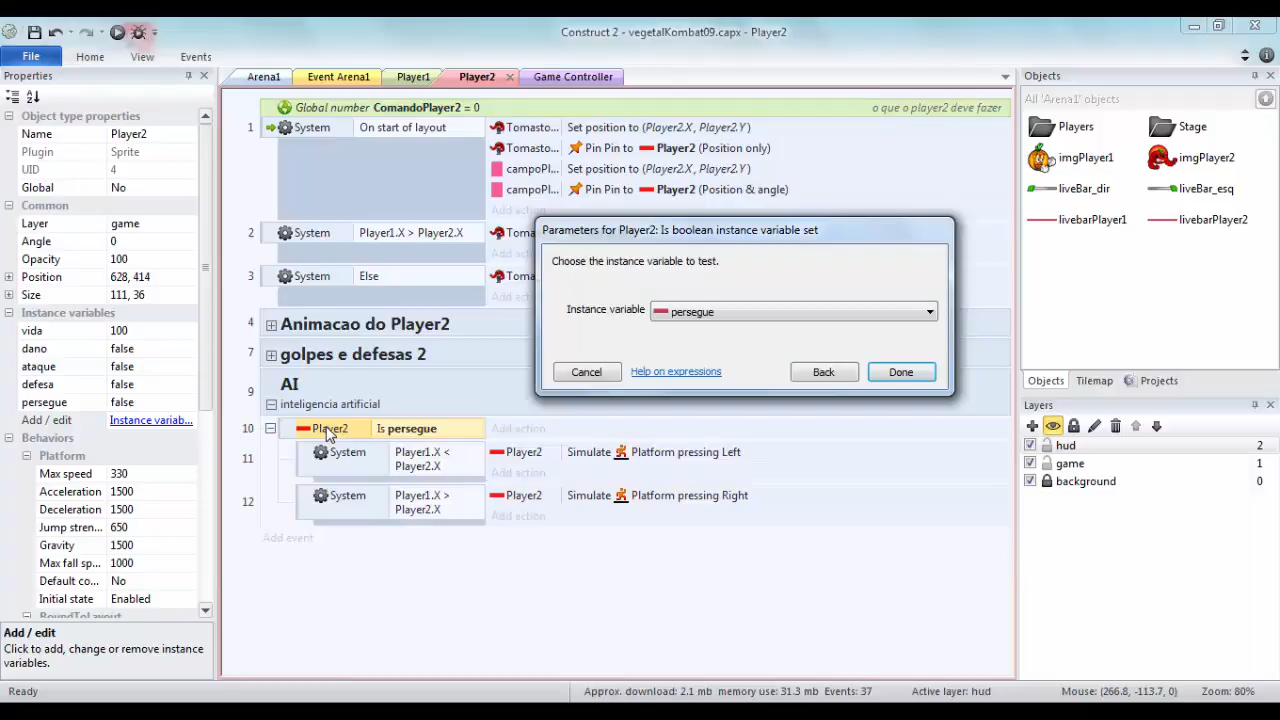 Construct 2 - vegetalKombat09.capx - Player2
File Home View Events
Properties
Object type properties
Name Player2
Plugin Sprite
UID 4
Global No
Common
Layer game
Angle 0
Opacity 100
Position 628, 414
Size 111, 36
Instance variables
vida 100
dano false
ataque false
defesa false
persegue false
Add / edit Instance variab...
Behaviors
Platform
Max speed 330
Acceleration 1500
Deceleration 1500
Jump stren... 650
Gravity 1500
Max fall sp... 1000
Default co... No
Initial state Enabled
BoundToLayout
Add / edit
Click to add, change or remove instance
variables.
Arena1 Event Arena1 Player1 Player2 Game Controller
Global number ComandoPlayer2 = 0 o que o player2 deve fazer
1 System On start of layout Tomasto... Set position to (Player2.X, Player2.Y)
Tomasto... Pin Pin to Player2 (Position only)
campoPl... Set position to (Player2.X, Player2.Y)
campoPl... Pin Pin to Player2 (Position & angle)
Add action
2 System Player1.X > Player2.X Toma
Add ac
3 System Else Toma
Add ac
4 Animacao do Player2
7 golpes e defesas 2
9 AI
inteligencia artificial
10 Player2 Is persegue Add action
11 System Player1.X <
Player2.X Player2 Simulate Platform pressing Left
Add action
12 System Player1.X >
Player2.X Player2 Simulate Platform pressing Right
Add action
Add event
Parameters for Player2: Is boolean instance variable set
Choose the instance variable to test.
Instance variable persegue
Cancel Help on expressions Back Done
Objects
All 'Arena1' objects
Players Stage
imgPlayer1 imgPlayer2
liveBar_dir liveBar_esq
livebarPlayer1 livebarPlayer2
Objects Tilemap Projects
Layers
hud 2
game 1
background 0
Ready Approx. download: 2.1 mb memory use: 31.3 mb Events: 37 Active layer: hud Mouse: (266.8, -113.7, 0) Zoom: 80%